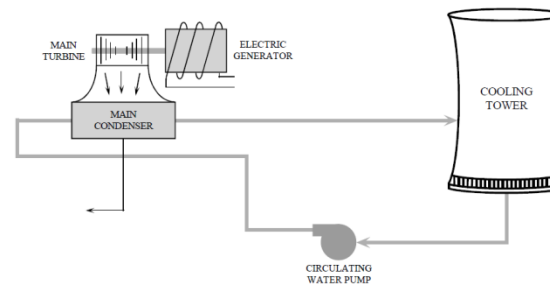 MAIN
TURBINE
ELECTRIC
GENERATOR
MAIN
CONDENSER
COOLING
TOWER
CIRCULATING
WATER PUMP